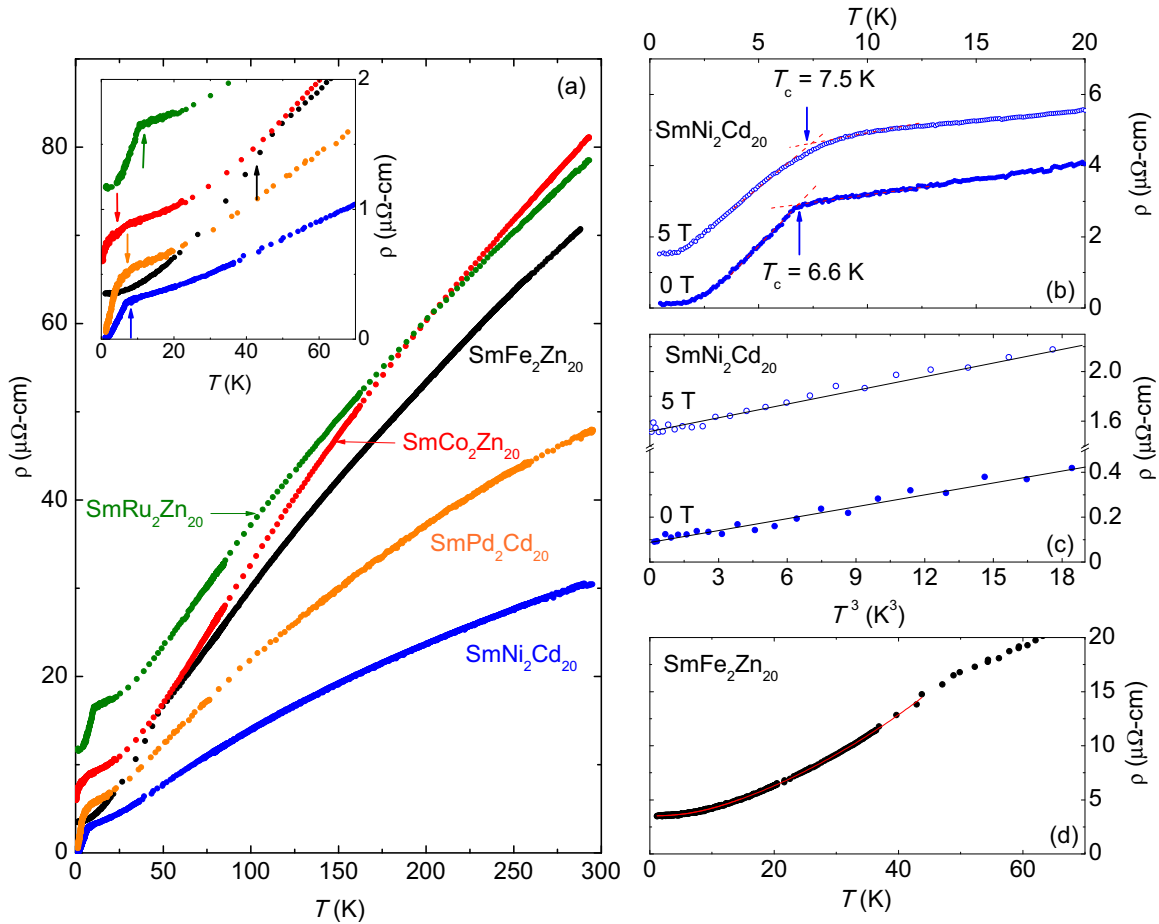 (a)
80
60
40
20
0
ρ (μΩ-cm)
0 50 100 150 200 250 300
T (K)
SmFe₂Zn₂₀
SmCo₂Zn₂₀
SmRu₂Zn₂₀
SmPd₂Cd₂₀
SmNi₂Cd₂₀
2
1
0
ρ (μΩ-cm)
0 20 40 60
T (K)
T (K)
0 5 10 15 20
T_c = 7.5 K
SmNi₂Cd₂₀
5 T
0 T
T_c = 6.6 K
(b)
6
4
2
0
ρ (μΩ-cm)
SmNi₂Cd₂₀
5 T
0 T
(c)
2.0
1.6
0.4
0.2
0
ρ (μΩ-cm)
0 3 6 9 12 15 18
T ³ (K³)
SmFe₂Zn₂₀
(d)
20
15
10
5
0
ρ (μΩ-cm)
0 20 40 60
T (K)